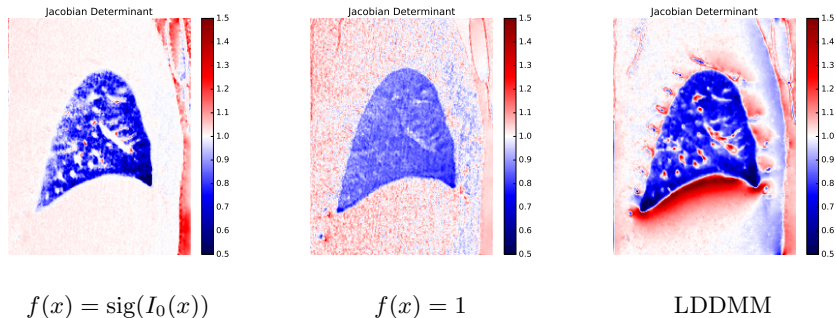 Jacobian Determinant Jacobian Determinant Jacobian Determinant
1.5 1.5 1.5
1.4 1.4 1.4
1.3 1.3 1.3
1.2 1.2 1.2
1.1 1.1 1.1
1.0 1.0 1.0
0.9 0.9 0.9
0.8 0.8 0.8
0.7 0.7 0.7
0.6 0.6 0.6
0.5 0.5 0.5
f(x) = sig(I₀(x)) f(x) = 1 LDDMM